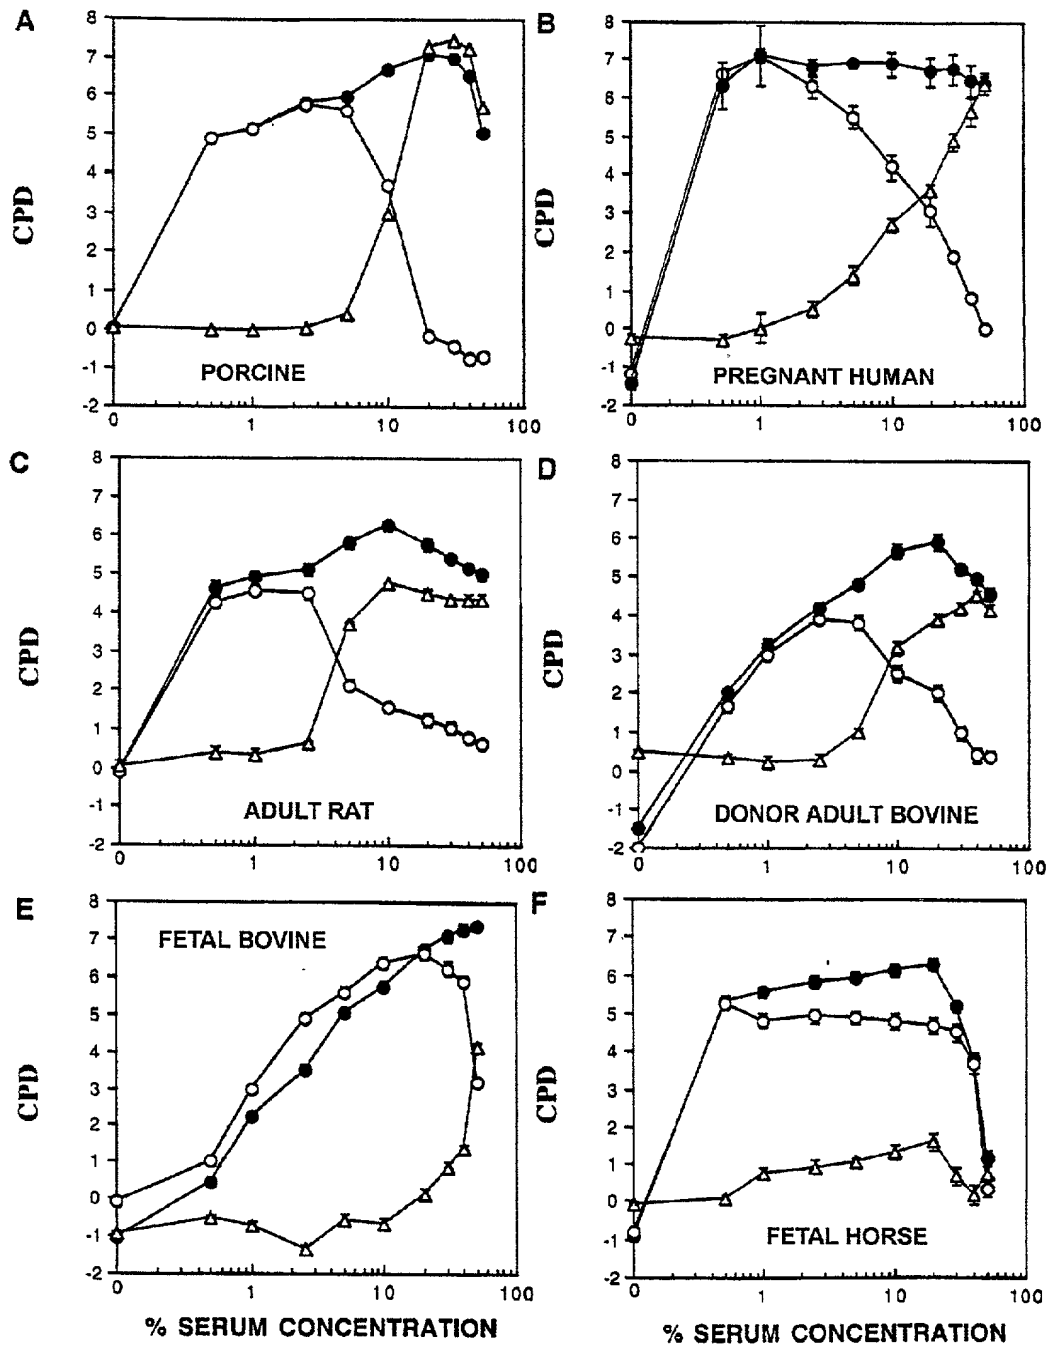 A
8
7
6
5
4
3
2
1
0
-1
-2
CPD
PORCINE
0 1 10 100
B
8
7
6
5
4
3
2
1
0
-1
-2
CPD
PREGNANT HUMAN
0 1 10 100
C
8
7
6
5
4
3
2
1
0
-1
-2
CPD
ADULT RAT
0 1 10 100
D
8
7
6
5
4
3
2
1
0
-1
-2
CPD
DONOR ADULT BOVINE
0 1 10 100
E
8
7
6
5
4
3
2
1
0
-1
-2
CPD
FETAL BOVINE
0 1 10 100
% SERUM CONCENTRATION
F
8
7
6
5
4
3
2
1
0
-1
-2
CPD
FETAL HORSE
0 1 10 100
% SERUM CONCENTRATION